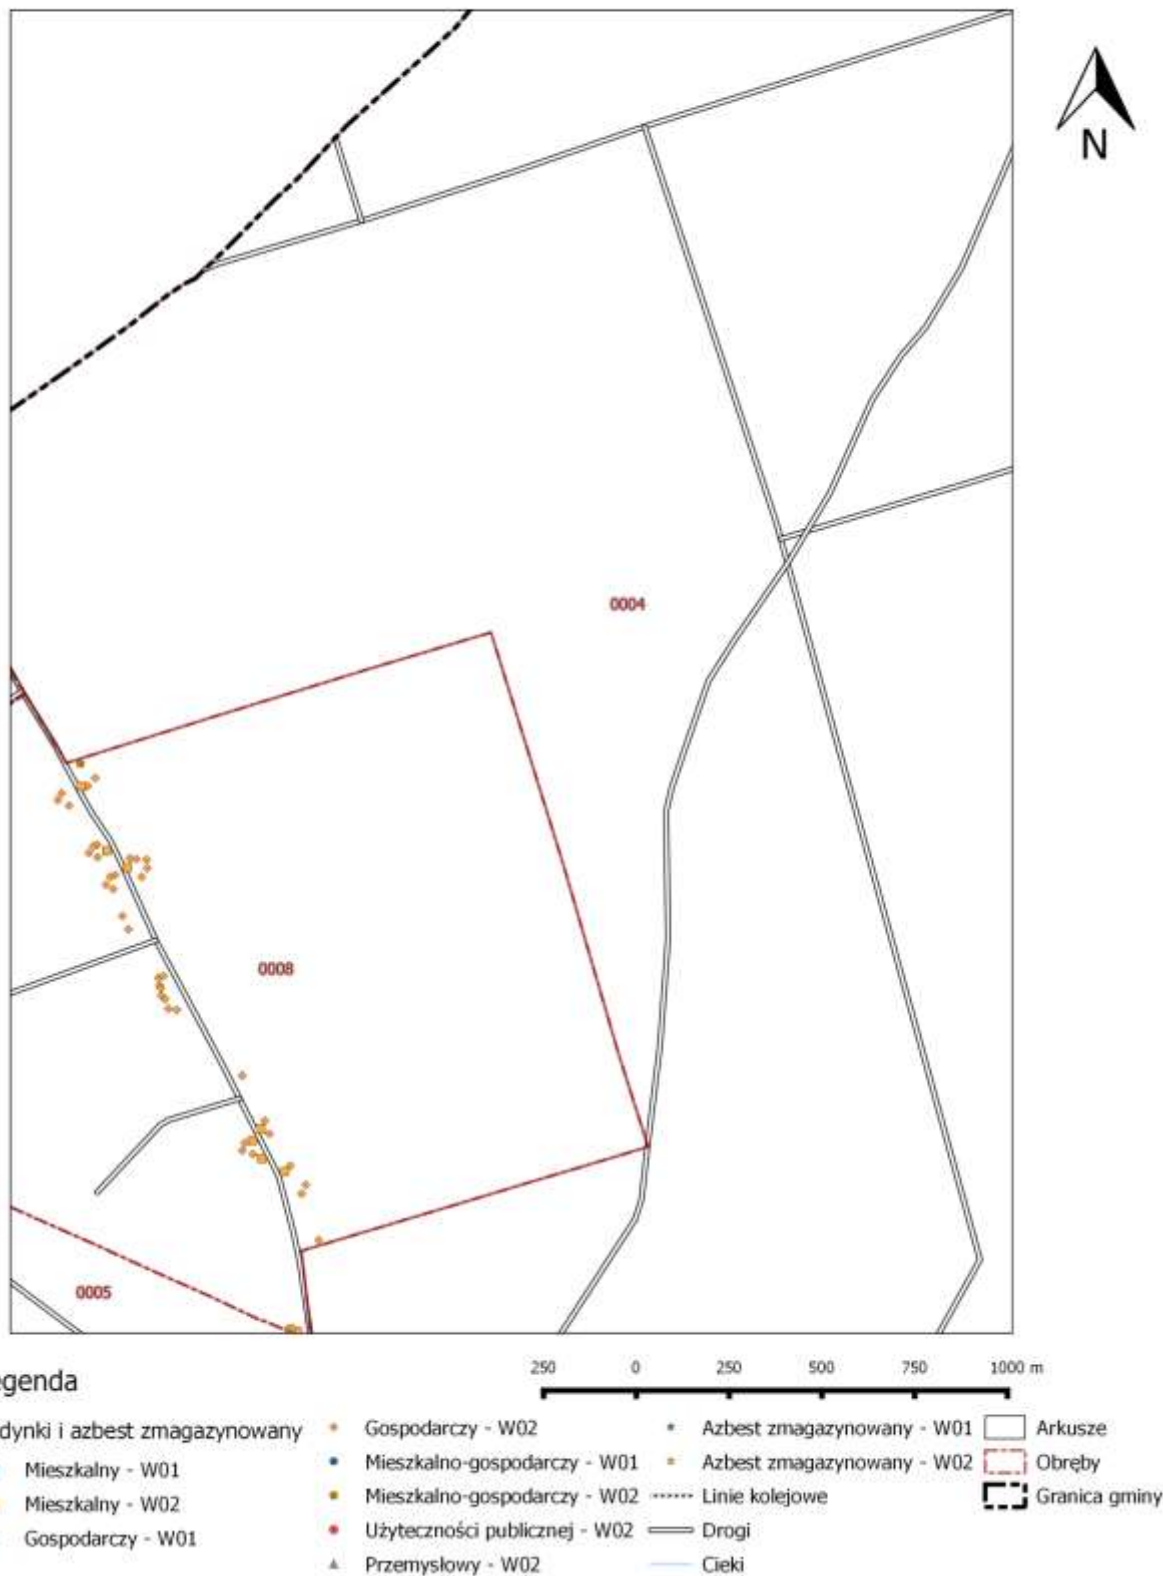 N
0004
0008
0005
egenda
250 0 250 500 750 1000 m
dynki i azbest zmagazynowany
Mieszkalny - W01
Mieszkalny - W02
Gospodarczy - W01
Gospodarczy - W02
Mieszkalno-gospodarczy - W01
Mieszkalno-gospodarczy - W02
Użyteczności publicznej - W02
Przemysłowy - W02
Azbest zmagazynowany - W01
Azbest zmagazynowany - W02
Linie kolejowe
Drogi
Cieki
Arkusze
Obręby
Granica gminy